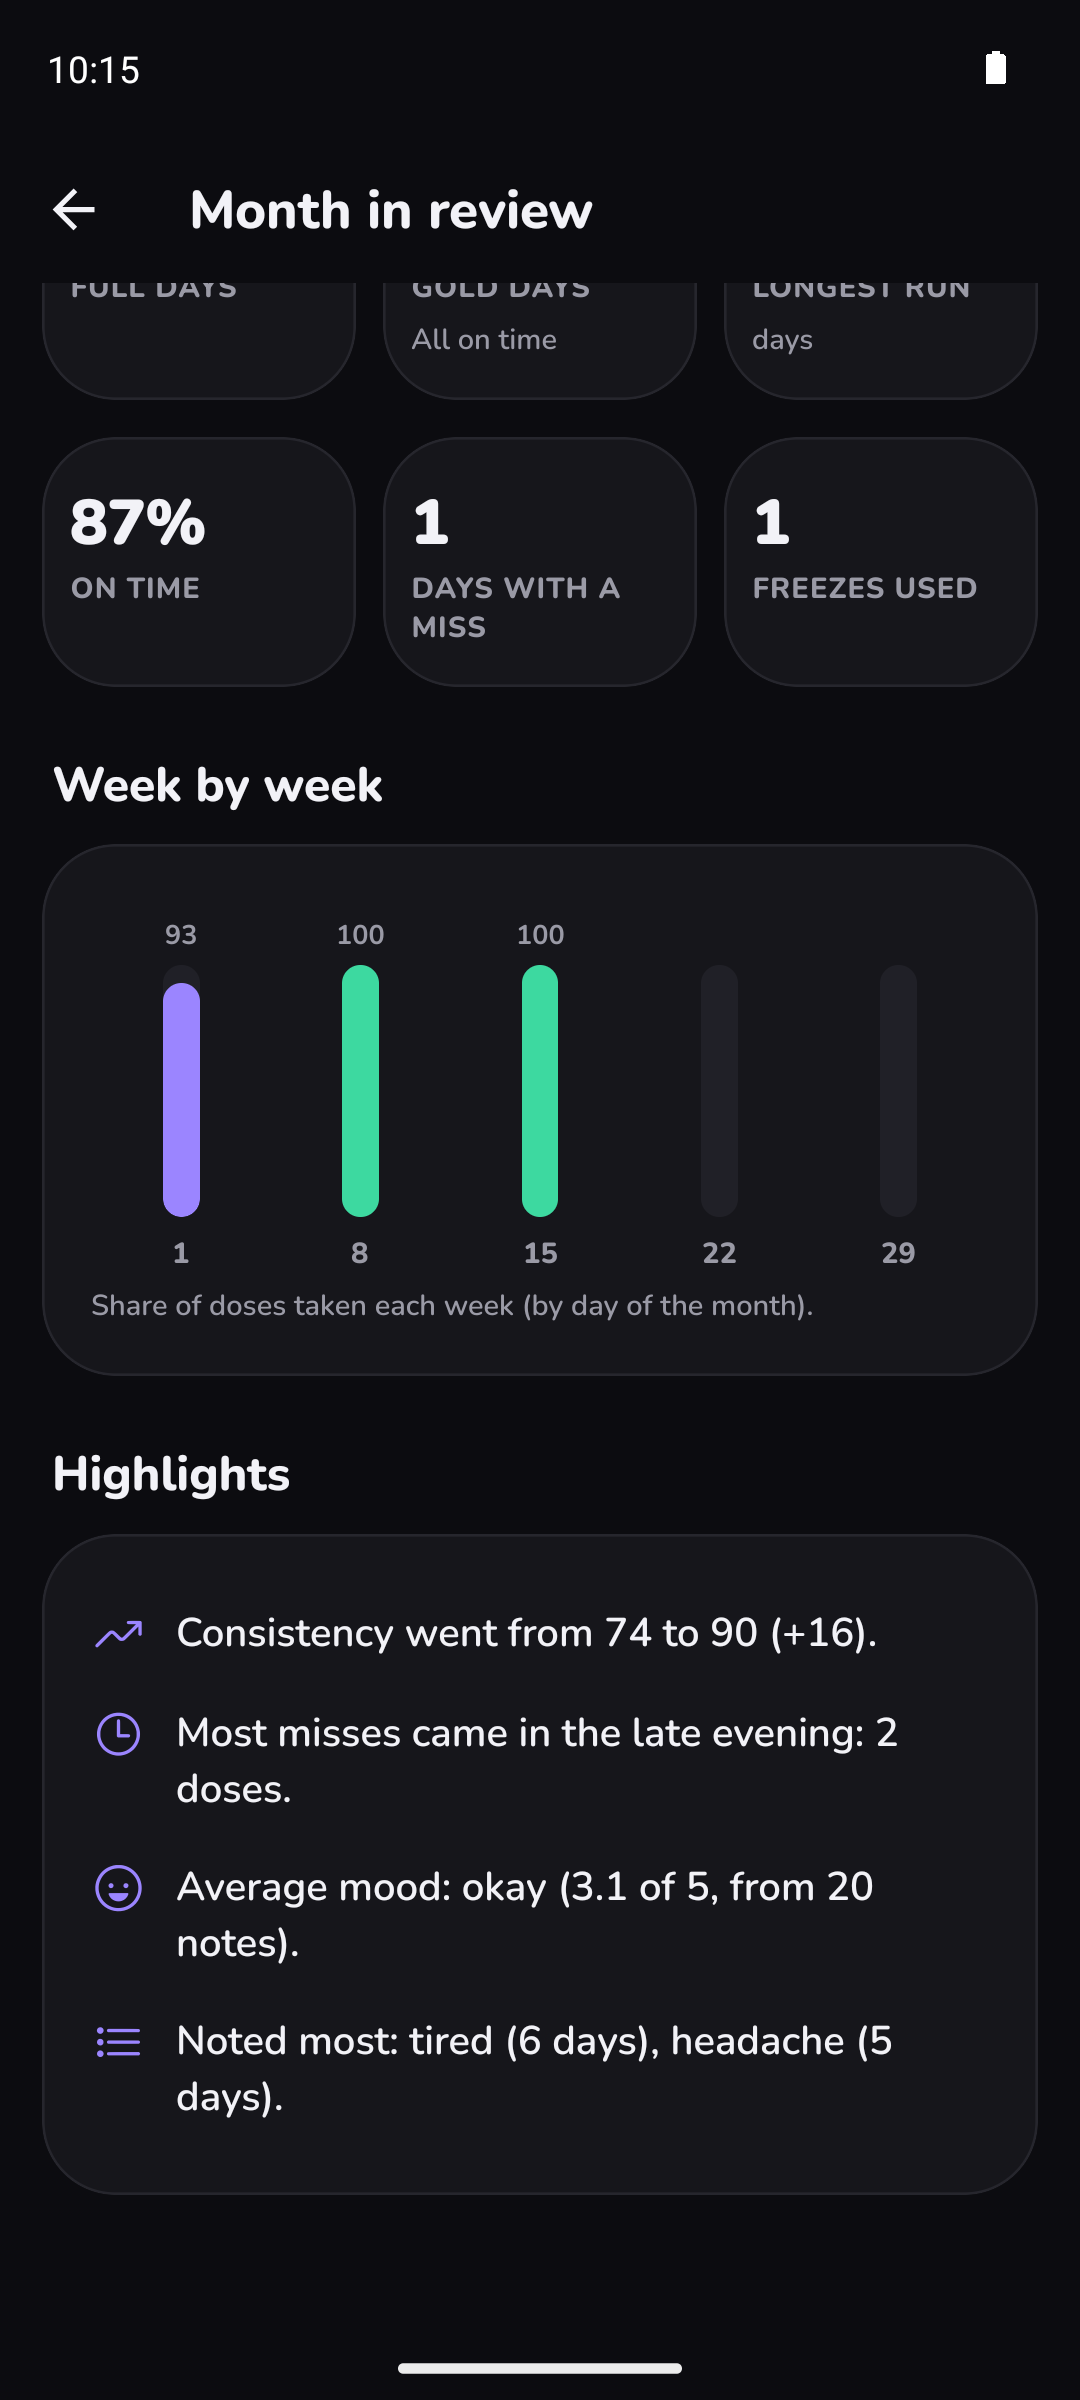 10:15
Month in review
FULL DAYS
GOLD DAYS
All on time
LONGEST RUN
days
87%
ON TIME
1
DAYS WITH A
MISS
1
FREEZES USED
Week by week
93
100
100
1
8
15
22
29
Share of doses taken each week (by day of the month).
Highlights
Consistency went from 74 to 90 (+16).
Most misses came in the late evening: 2
doses.
Average mood: okay (3.1 of 5, from 20
notes).
Noted most: tired (6 days), headache (5
days).